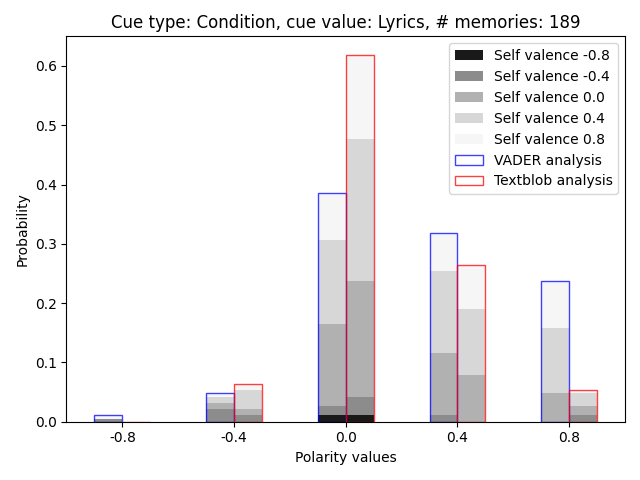 Cue type: Condition, cue value: Lyrics, # memories: 189
Self valence -0.8
Self valence -0.4
Self valence 0.0
Self valence 0.4
Self valence 0.8
VADER analysis
Textblob analysis
Probability
0.6
0.5
0.4
0.3
0.2
0.1
0.0
-0.8 -0.4 0.0 0.4 0.8
Polarity values